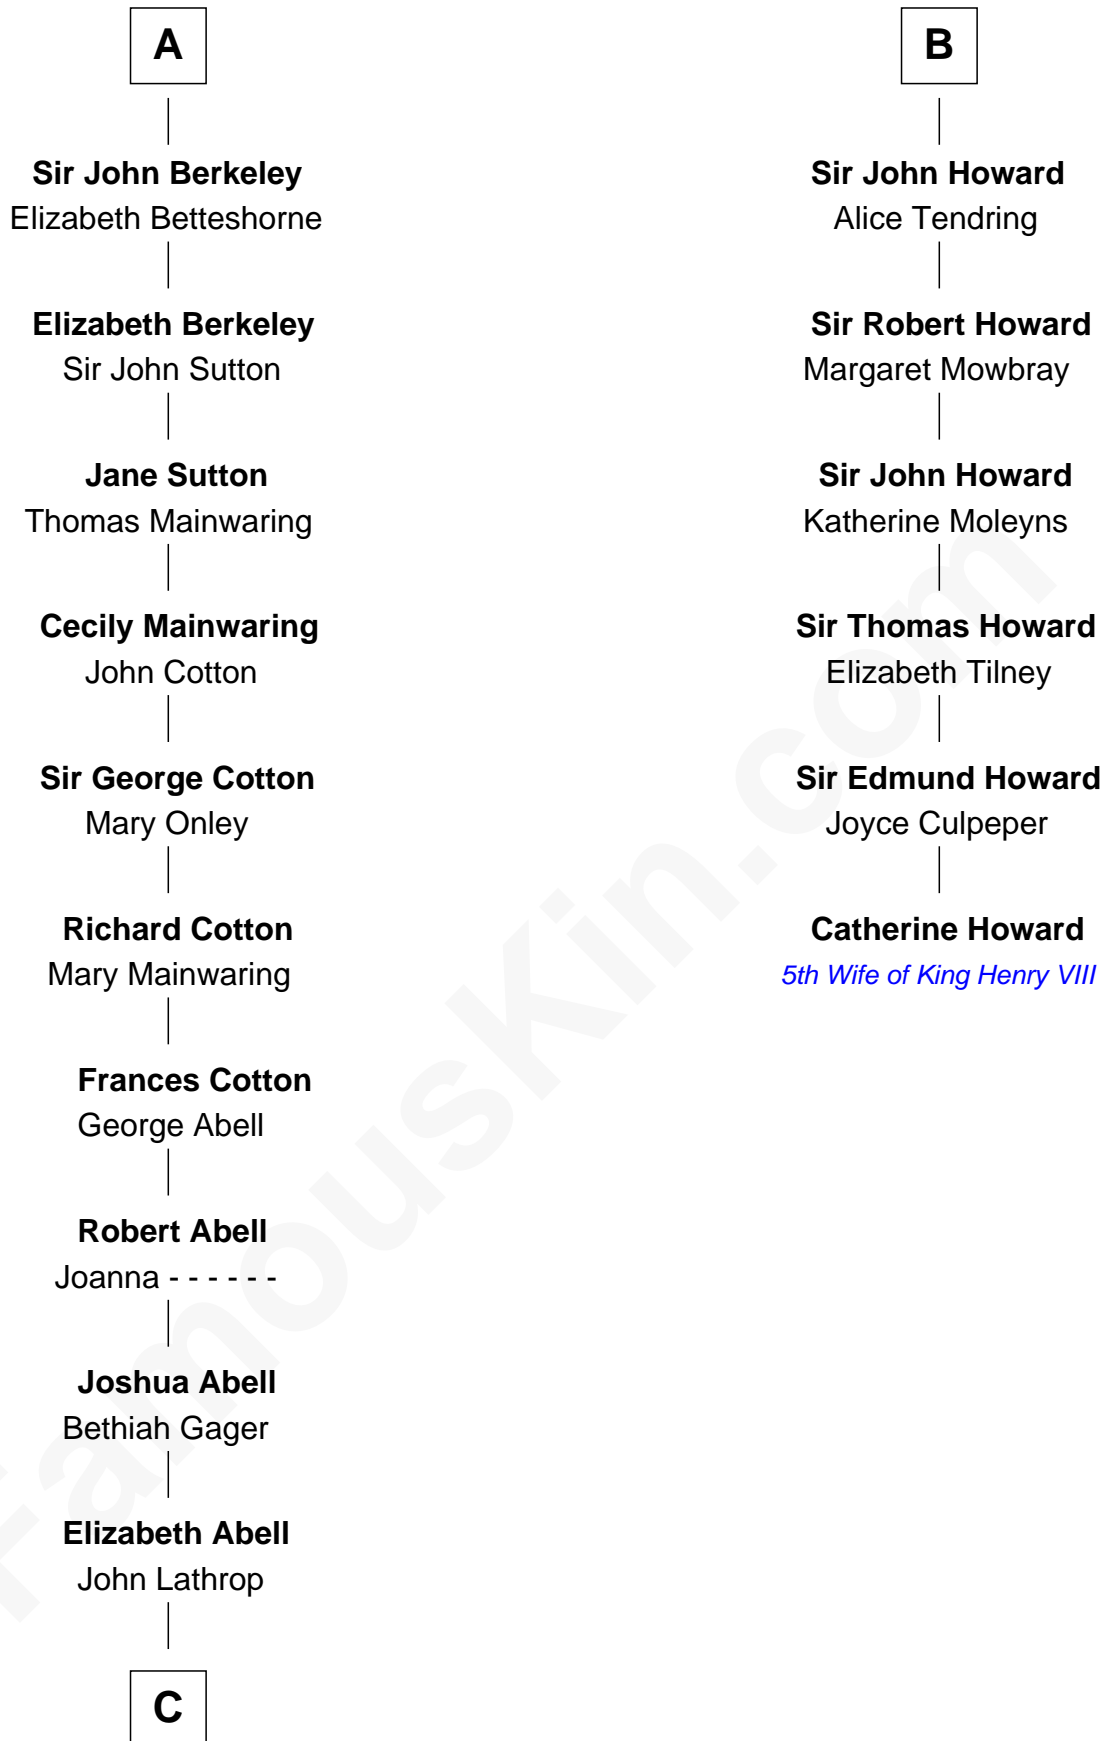 A
Sir John Berkeley
Elizabeth Betteshorne
Elizabeth Berkeley
Sir John Sutton
Jane Sutton
Thomas Mainwaring
Cecily Mainwaring
John Cotton
Sir George Cotton
Mary Onley
Richard Cotton
Mary Mainwaring
Frances Cotton
George Abell
Robert Abell
Joanna - - - - - -
Joshua Abell
Bethiah Gager
Elizabeth Abell
John Lathrop
C
B
Sir John Howard
Alice Tendring
Sir Robert Howard
Margaret Mowbray
Sir John Howard
Katherine Moleyns
Sir Thomas Howard
Elizabeth Tilney
Sir Edmund Howard
Joyce Culpeper
Catherine Howard
5th Wife of King Henry VIII
FamousKin.com